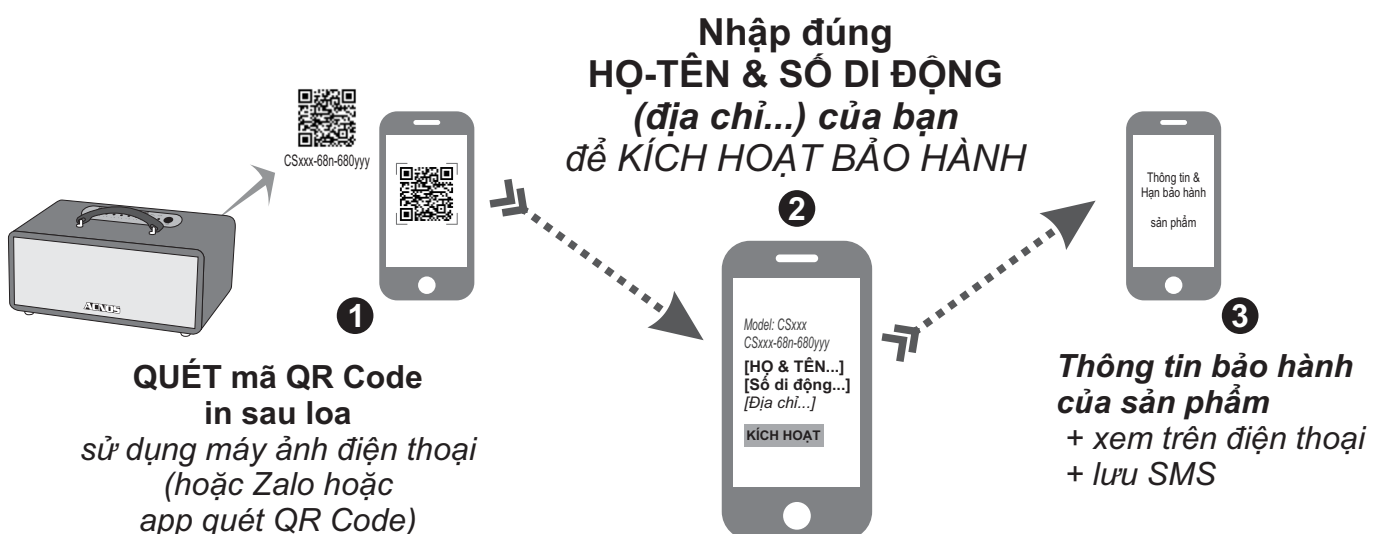 Nhập đúng
HỌ-TÊN & SỐ DI ĐỘNG
(địa chỉ...) của bạn
để KÍCH HOẠT BẢO HÀNH
CSxxx-68n-680yyy
ACNOS
1
QUÉT mã QR Code
in sau loa
sử dụng máy ảnh điện thoại
(hoặc Zalo hoặc
app quét QR Code)
2
Model: CSxxx
CSxxx-68n-680yyy
[HỌ & TÊN...]
[Số di động...]
[Địa chỉ...]
KÍCH HOẠT
Thông tin &
Hạn bảo hành
sản phẩm
3
Thông tin bảo hành
của sản phẩm
+ xem trên điện thoại
+ lưu SMS